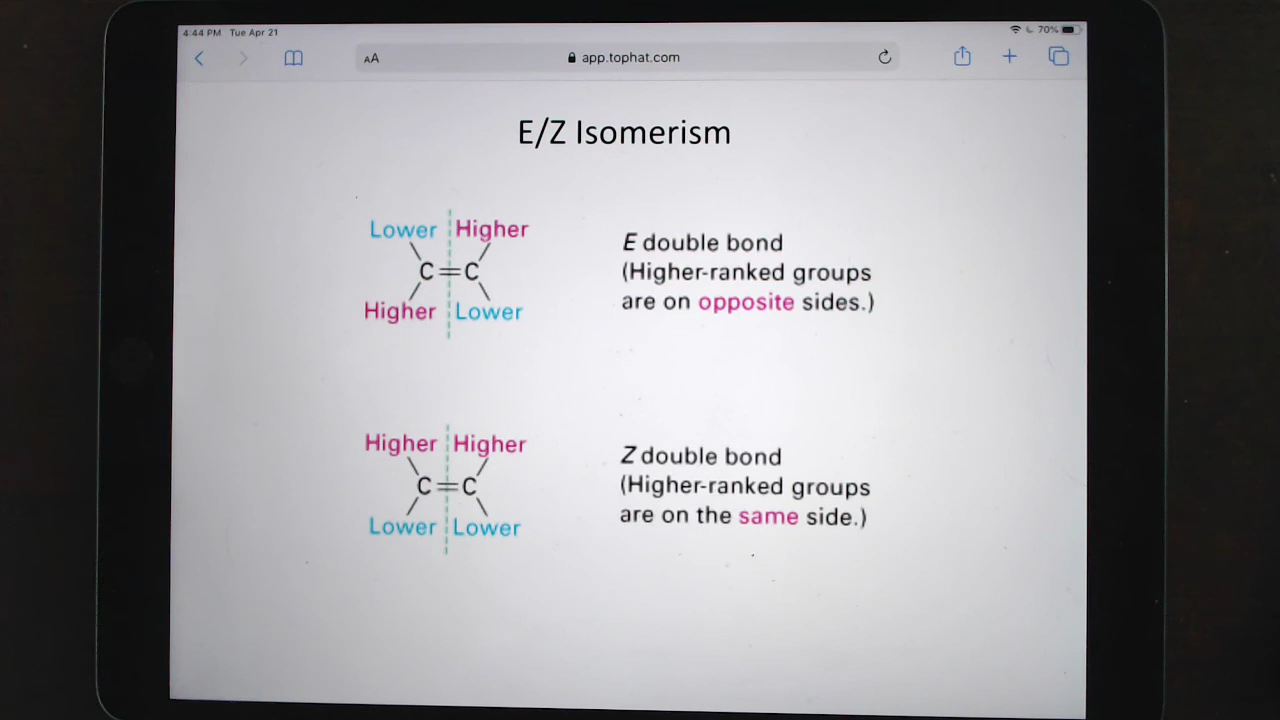 4:44 PM Tue Apr 21
70%
AA
app.tophat.com
E/Z Isomerism
Lower Higher
C=C
Higher Lower
E double bond
(Higher-ranked groups
are on opposite sides.)
Higher Higher
C=C
Lower Lower
Z double bond
(Higher-ranked groups
are on the same side.)